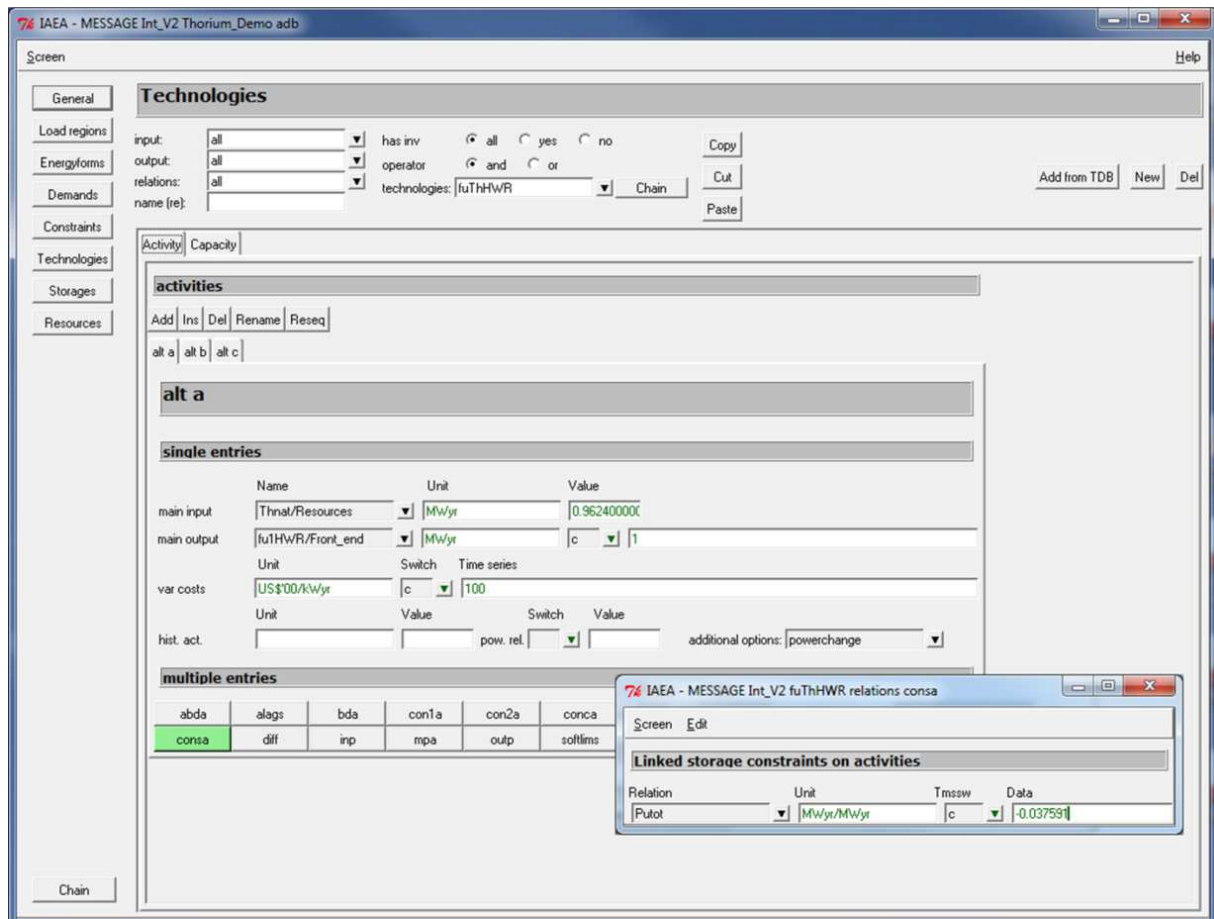 IAEA - MESSAGE Int_V2 Thorium_Demo adb
Screen Help
General
Load regions
Energyforms
Demands
Constraints
Technologies
Storages
Resources
Chain
Technologies
input: all has inv all yes no Copy
output: all operator and or Cut
relations: all technologies: fuThHWR Chain Add from TDB New Del
name (re): Paste
Activity Capacity
activities
Add Ins Del Rename Reseq
alt a alt b alt c
alt a
single entries
Name Unit Value
main input Thnat/Resources MWyr 0.96240000
main output fu1HWR/Front_end MWyr c 1
Unit Switch Time series
var costs US$'00/kWyr c 100
Unit Value Switch Value
hist. act. pow. rel. additional options: powerchange
multiple entries
abda alags bda con1a con2a conca
consa diff inp mpa outp softlims
IAEA - MESSAGE Int_V2 fuThHWR relations consa
Screen Edit
Linked storage constraints on activities
Relation Unit Tmssw Data
Putot MWyr/MWyr c -0.037591